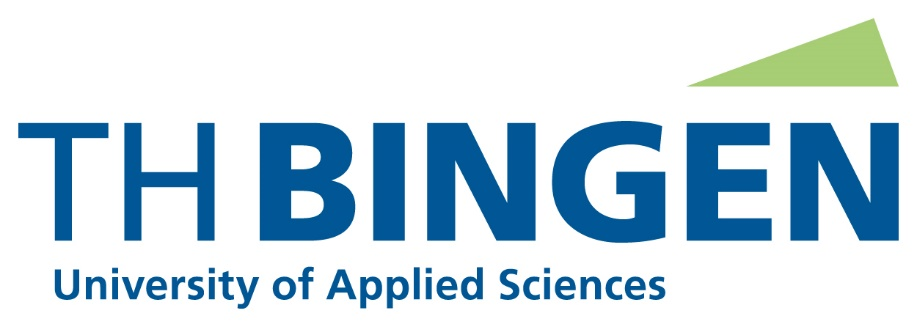 TH BINGEN
University of Applied Sciences